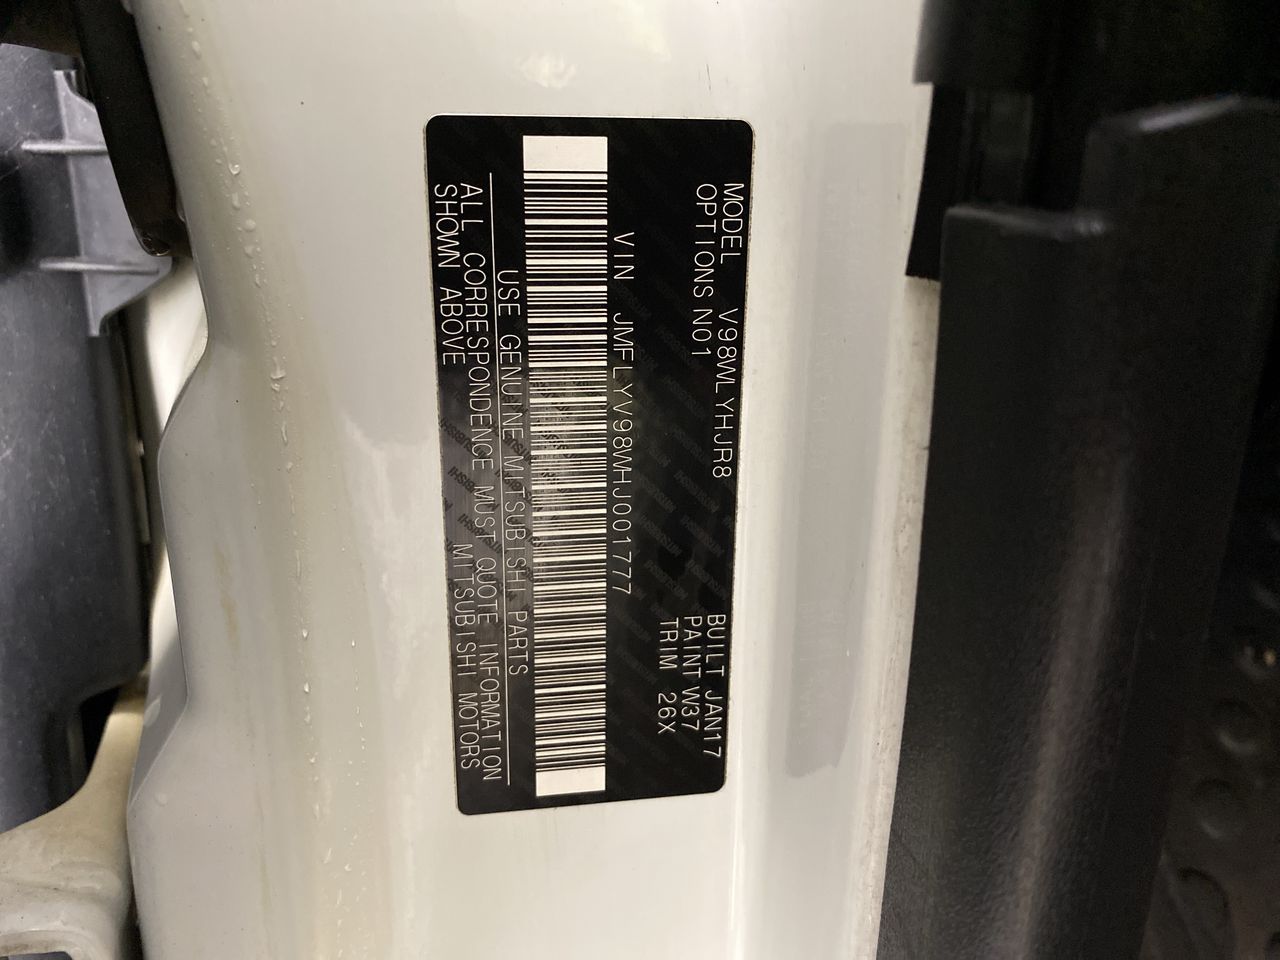 MODEL V98WLYHJR8
OPTIONS N01
BUILT JAN17
PAINT W37
TRIM 26X
VIN JMFLYV98WHJ001777
USE GENUINE MITSUBISHI PARTS
ALL CORRESPONDENCE MUST QUOTE INFORMATION
SHOWN ABOVE MITSUBISHI MOTORS